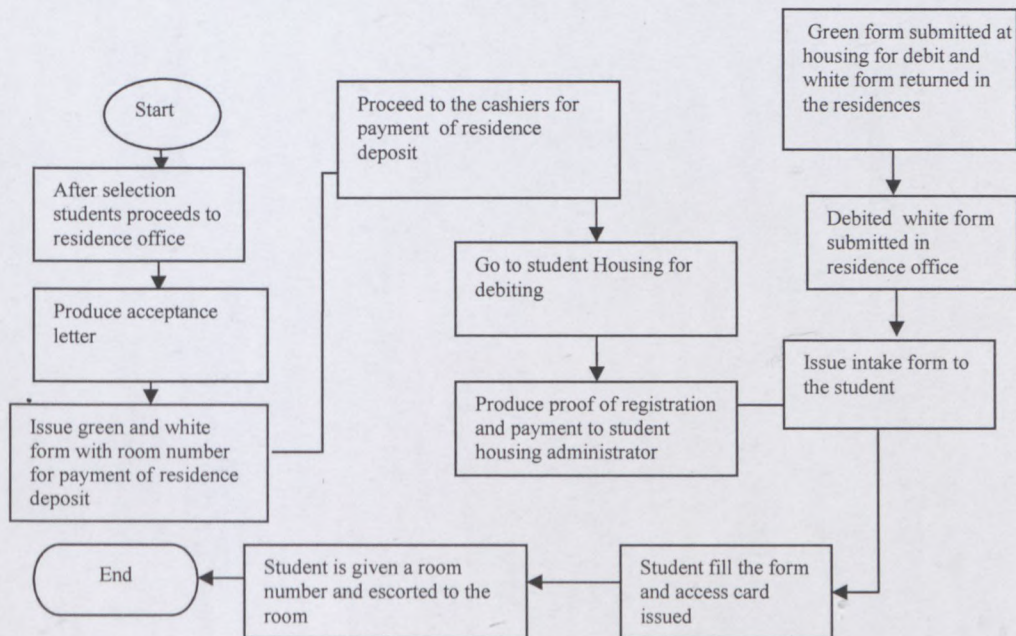 Start
After selection
students proceeds to
residence office
Produce acceptance
letter
Issue green and white
form with room number
for payment of residence
deposit
Proceed to the cashiers for
payment of residence
deposit
Go to student Housing for
debiting
Produce proof of registration
and payment to student
housing administrator
Green form submitted at
housing for debit and
white form returned in
the residences
Debited white form
submitted in
residence office
Issue intake form to
the student
Student fill the form
and access card
issued
Student is given a room
number and escorted to the
room
End